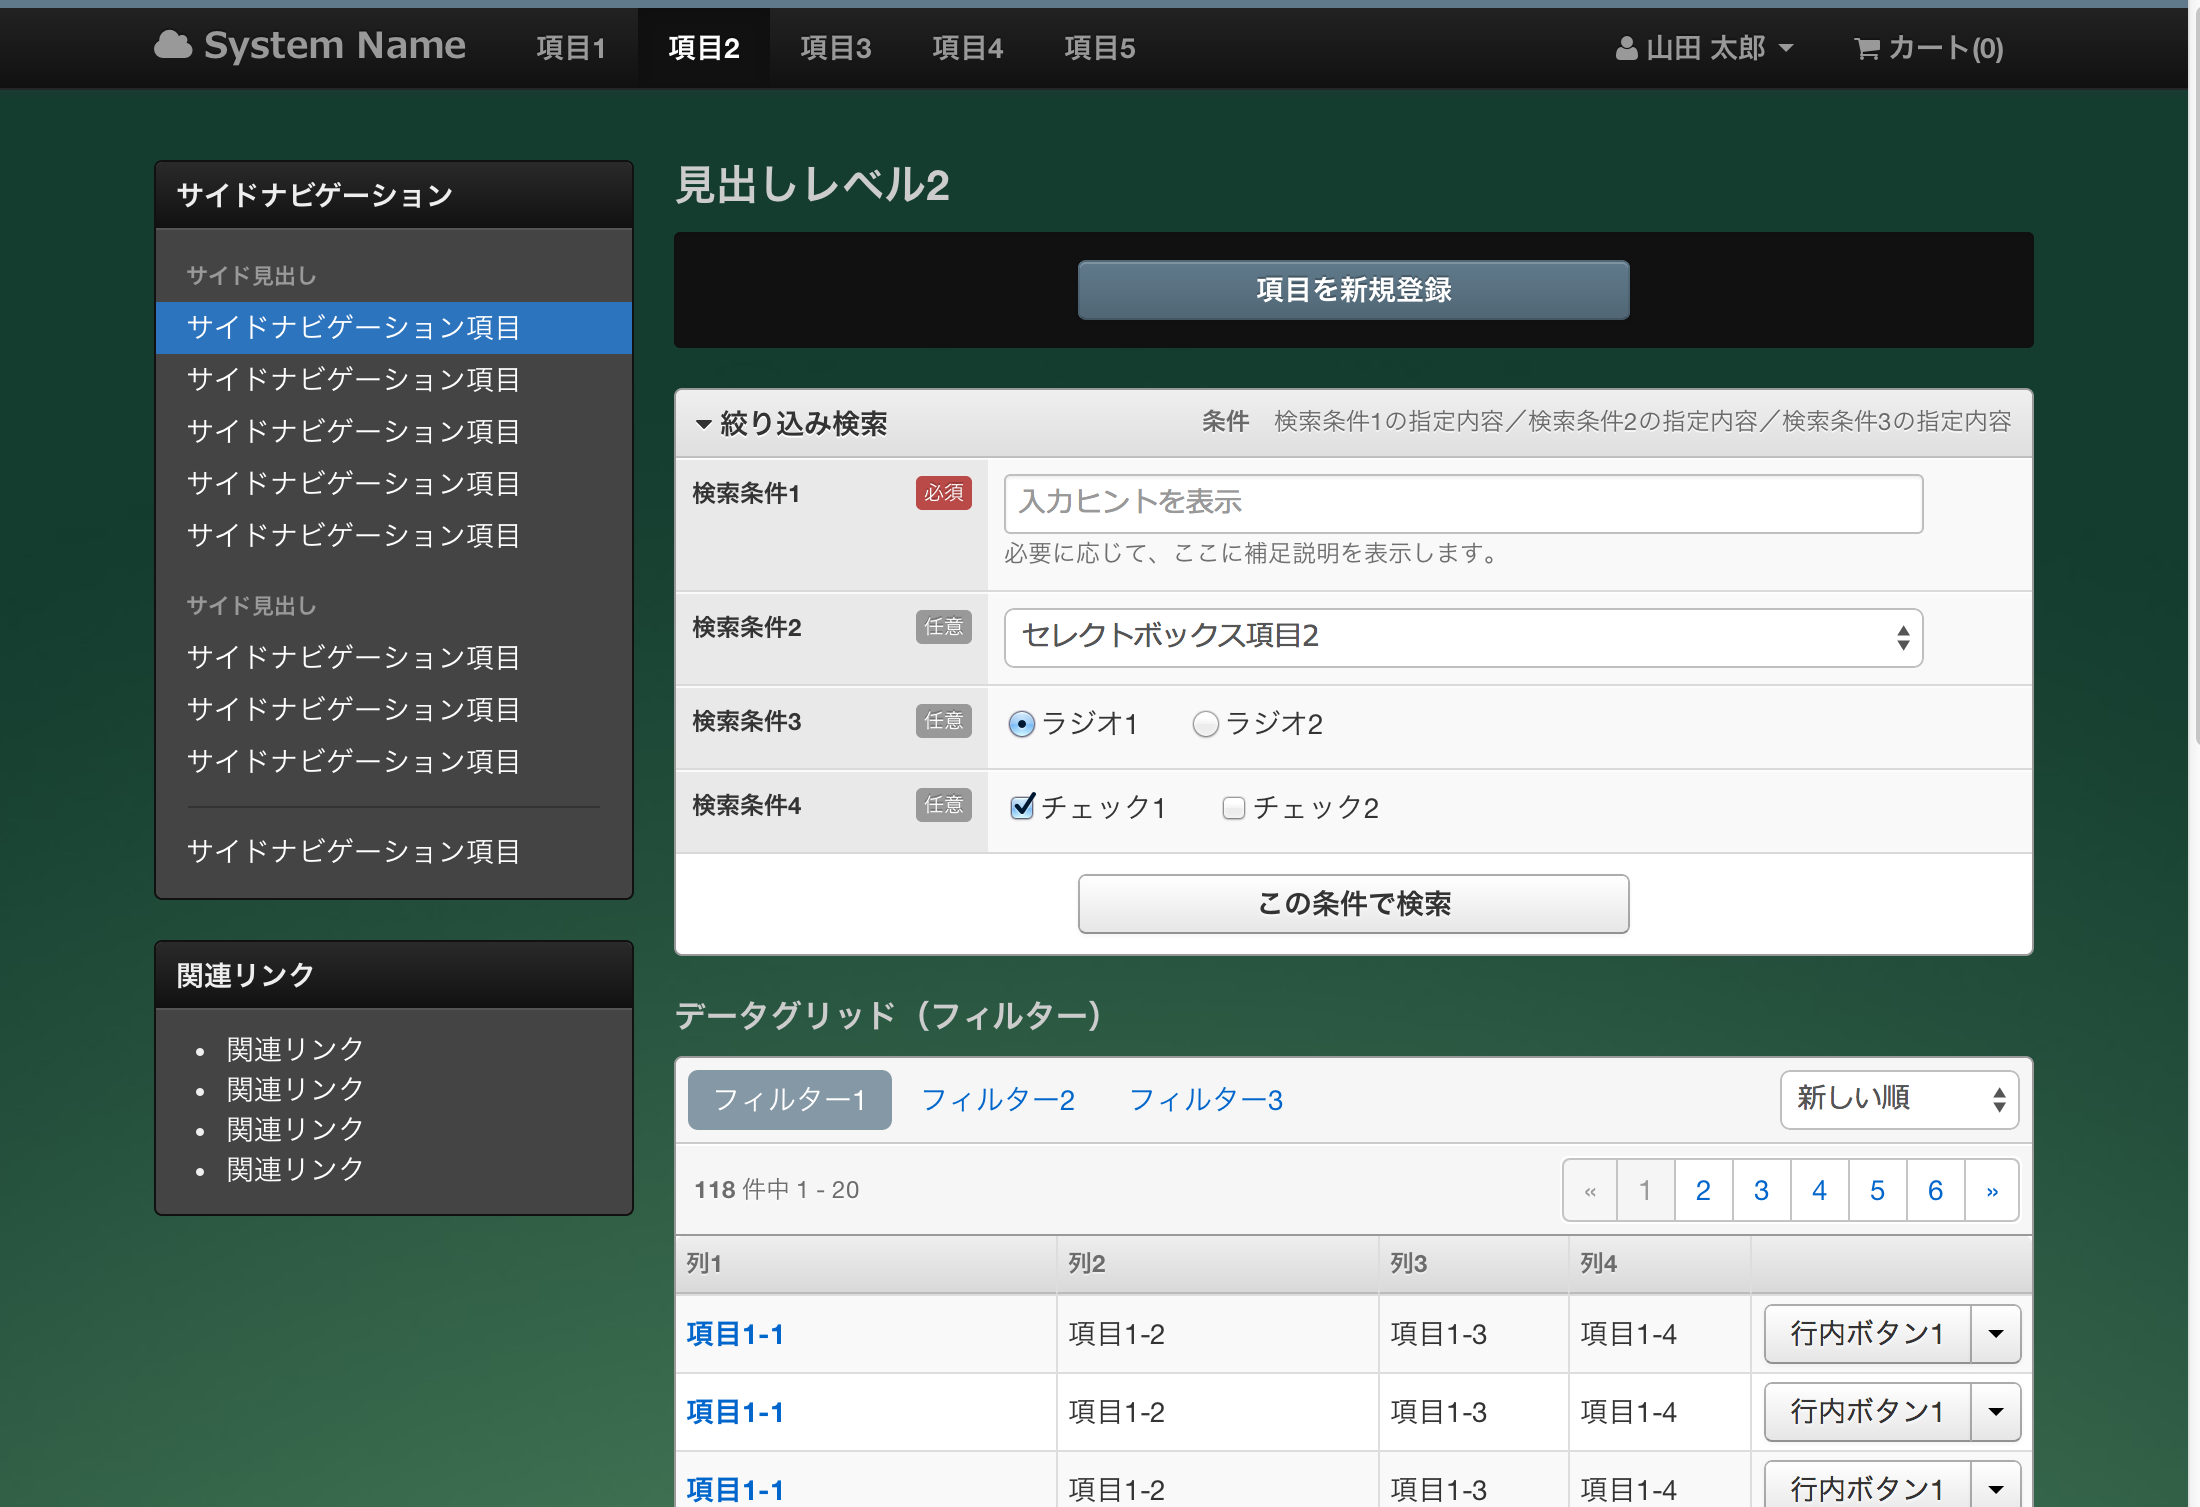 System Name 項目1 項目2 項目3 項目4 項目5 山田 太郎 カート(0)
サイドナビゲーション
サイド見出し
サイドナビゲーション項目
サイドナビゲーション項目
サイドナビゲーション項目
サイドナビゲーション項目
サイドナビゲーション項目
サイド見出し
サイドナビゲーション項目
サイドナビゲーション項目
サイドナビゲーション項目
サイドナビゲーション項目
関連リンク
• 関連リンク
• 関連リンク
• 関連リンク
• 関連リンク
見出しレベル2
項目を新規登録
絞り込み検索 条件 検索条件1の指定内容／検索条件2の指定内容／検索条件3の指定内容
検索条件1 必須 入力ヒントを表示
必要に応じて、ここに補足説明を表示します。
検索条件2 任意 セレクトボックス項目2
検索条件3 任意 ラジオ1 ラジオ2
検索条件4 任意 チェック1 チェック2
この条件で検索
データグリッド（フィルター）
フィルター1 フィルター2 フィルター3 新しい順
118 件中 1 - 20 « 1 2 3 4 5 6 »
列1 列2 列3 列4
項目1-1 項目1-2 項目1-3 項目1-4 行内ボタン1
項目1-1 項目1-2 項目1-3 項目1-4 行内ボタン1
項目1-1 項目1-2 項目1-3 項目1-4 行内ボタン1